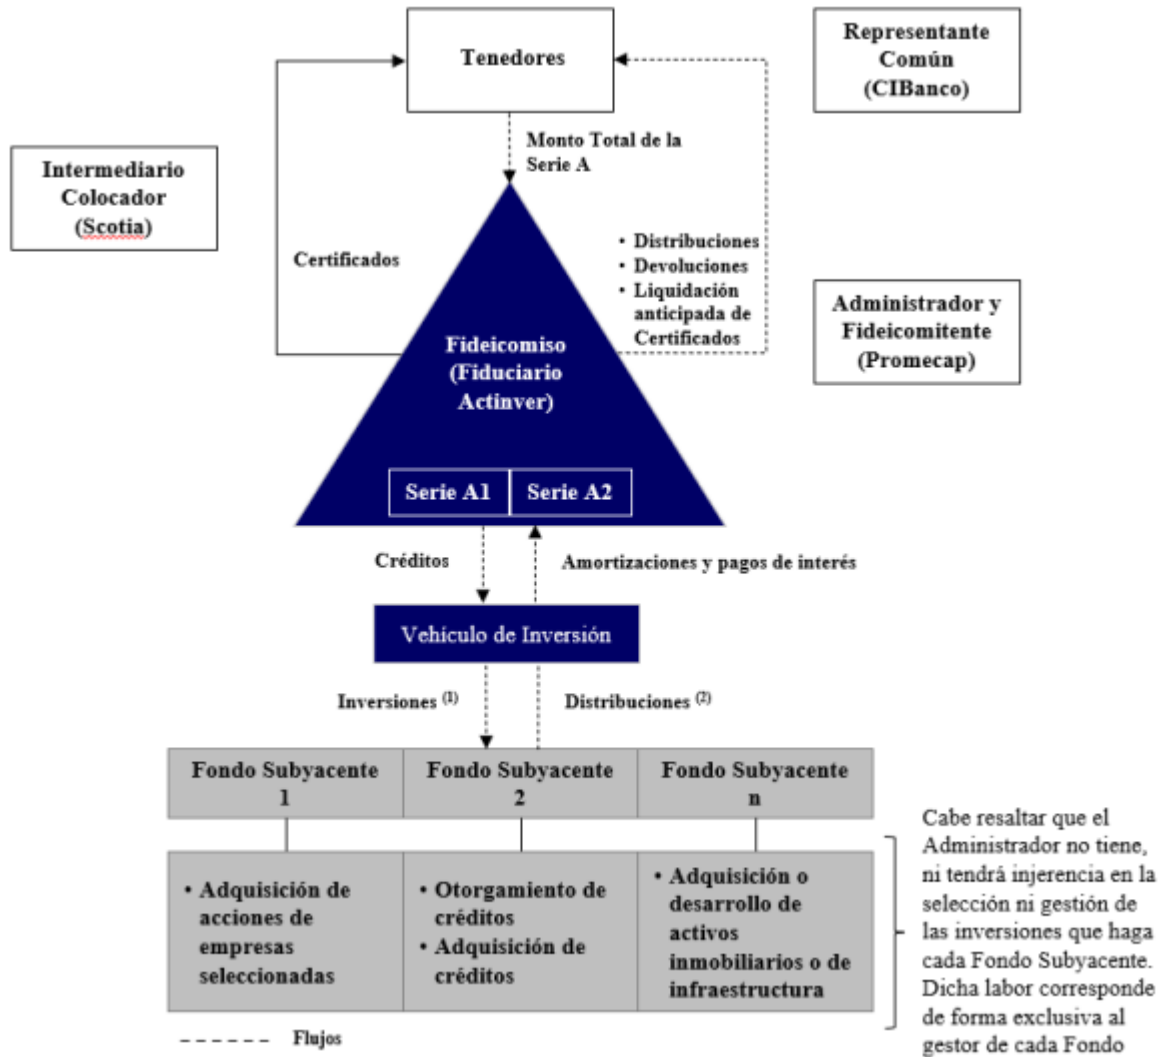 Tenedores
Representante
Común
(CIBanco)
Monto Total de la
Serie A
Intermediario
Colocador
(Scotia)
Certificados
• Distribuciones
• Devoluciones
• Liquidación
anticipada de
Certificados
Administrador y
Fideicomitente
(Promecap)
Fideicomiso
(Fiduciario
Actinver)
Serie A1
Serie A2
Créditos
Amortizaciones y pagos de interés
Vehículo de Inversión
Inversiones (1)
Distribuciones (2)
Fondo Subyacente
1
Fondo Subyacente
2
Fondo Subyacente
n
• Adquisición de
acciones de
empresas
seleccionadas
• Otorgamiento de
créditos
• Adquisición de
créditos
• Adquisición o
desarrollo de
activos
inmobiliarios o de
infraestructura
Cabe resaltar que el
Administrador no tiene,
ni tendrá injerencia en la
selección ni gestión de
las inversiones que haga
cada Fondo Subyacente.
Dicha labor corresponde
de forma exclusiva al
gestor de cada Fondo
Flujos